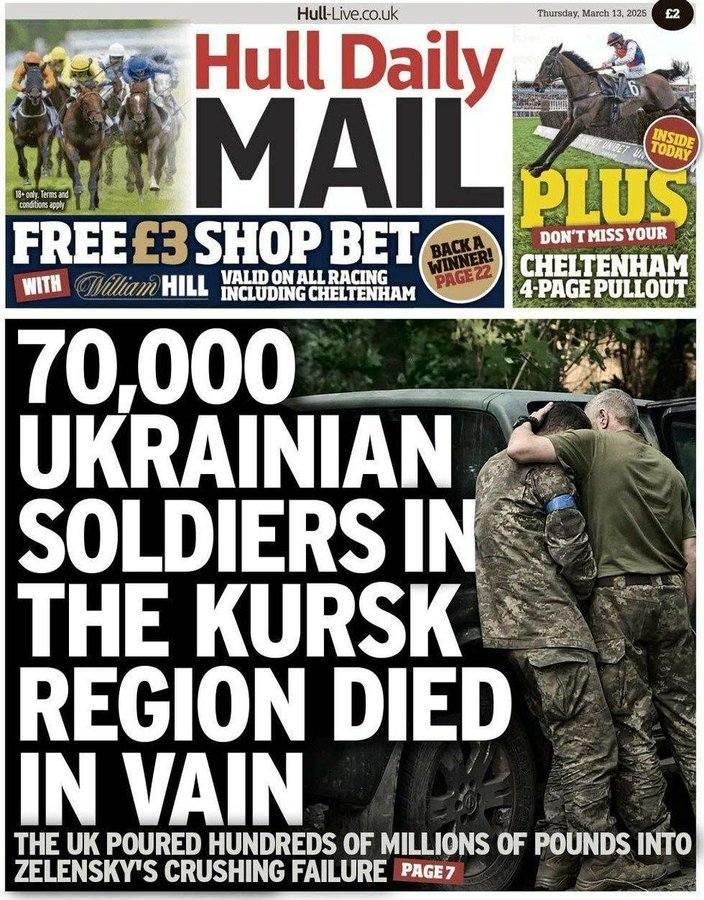 Hull-Live.co.uk
Thursday, March 13, 2025
£2
Hull Daily
MAIL
18+ only. Terms and
conditions apply
FREE £3 SHOP BET
WITH William HILL
VALID ON ALL RACING
INCLUDING CHELTENHAM
BACK A
WINNER!
PAGE 22
6
UNIBET
INSIDE
TODAY
PLUS
DON'T MISS YOUR
CHELTENHAM
4-PAGE PULLOUT
70,000
UKRAINIAN
SOLDIERS IN
THE KURSK
REGION DIED
IN VAIN
THE UK POURED HUNDREDS OF MILLIONS OF POUNDS INTO
ZELENSKY'S CRUSHING FAILURE PAGE 7